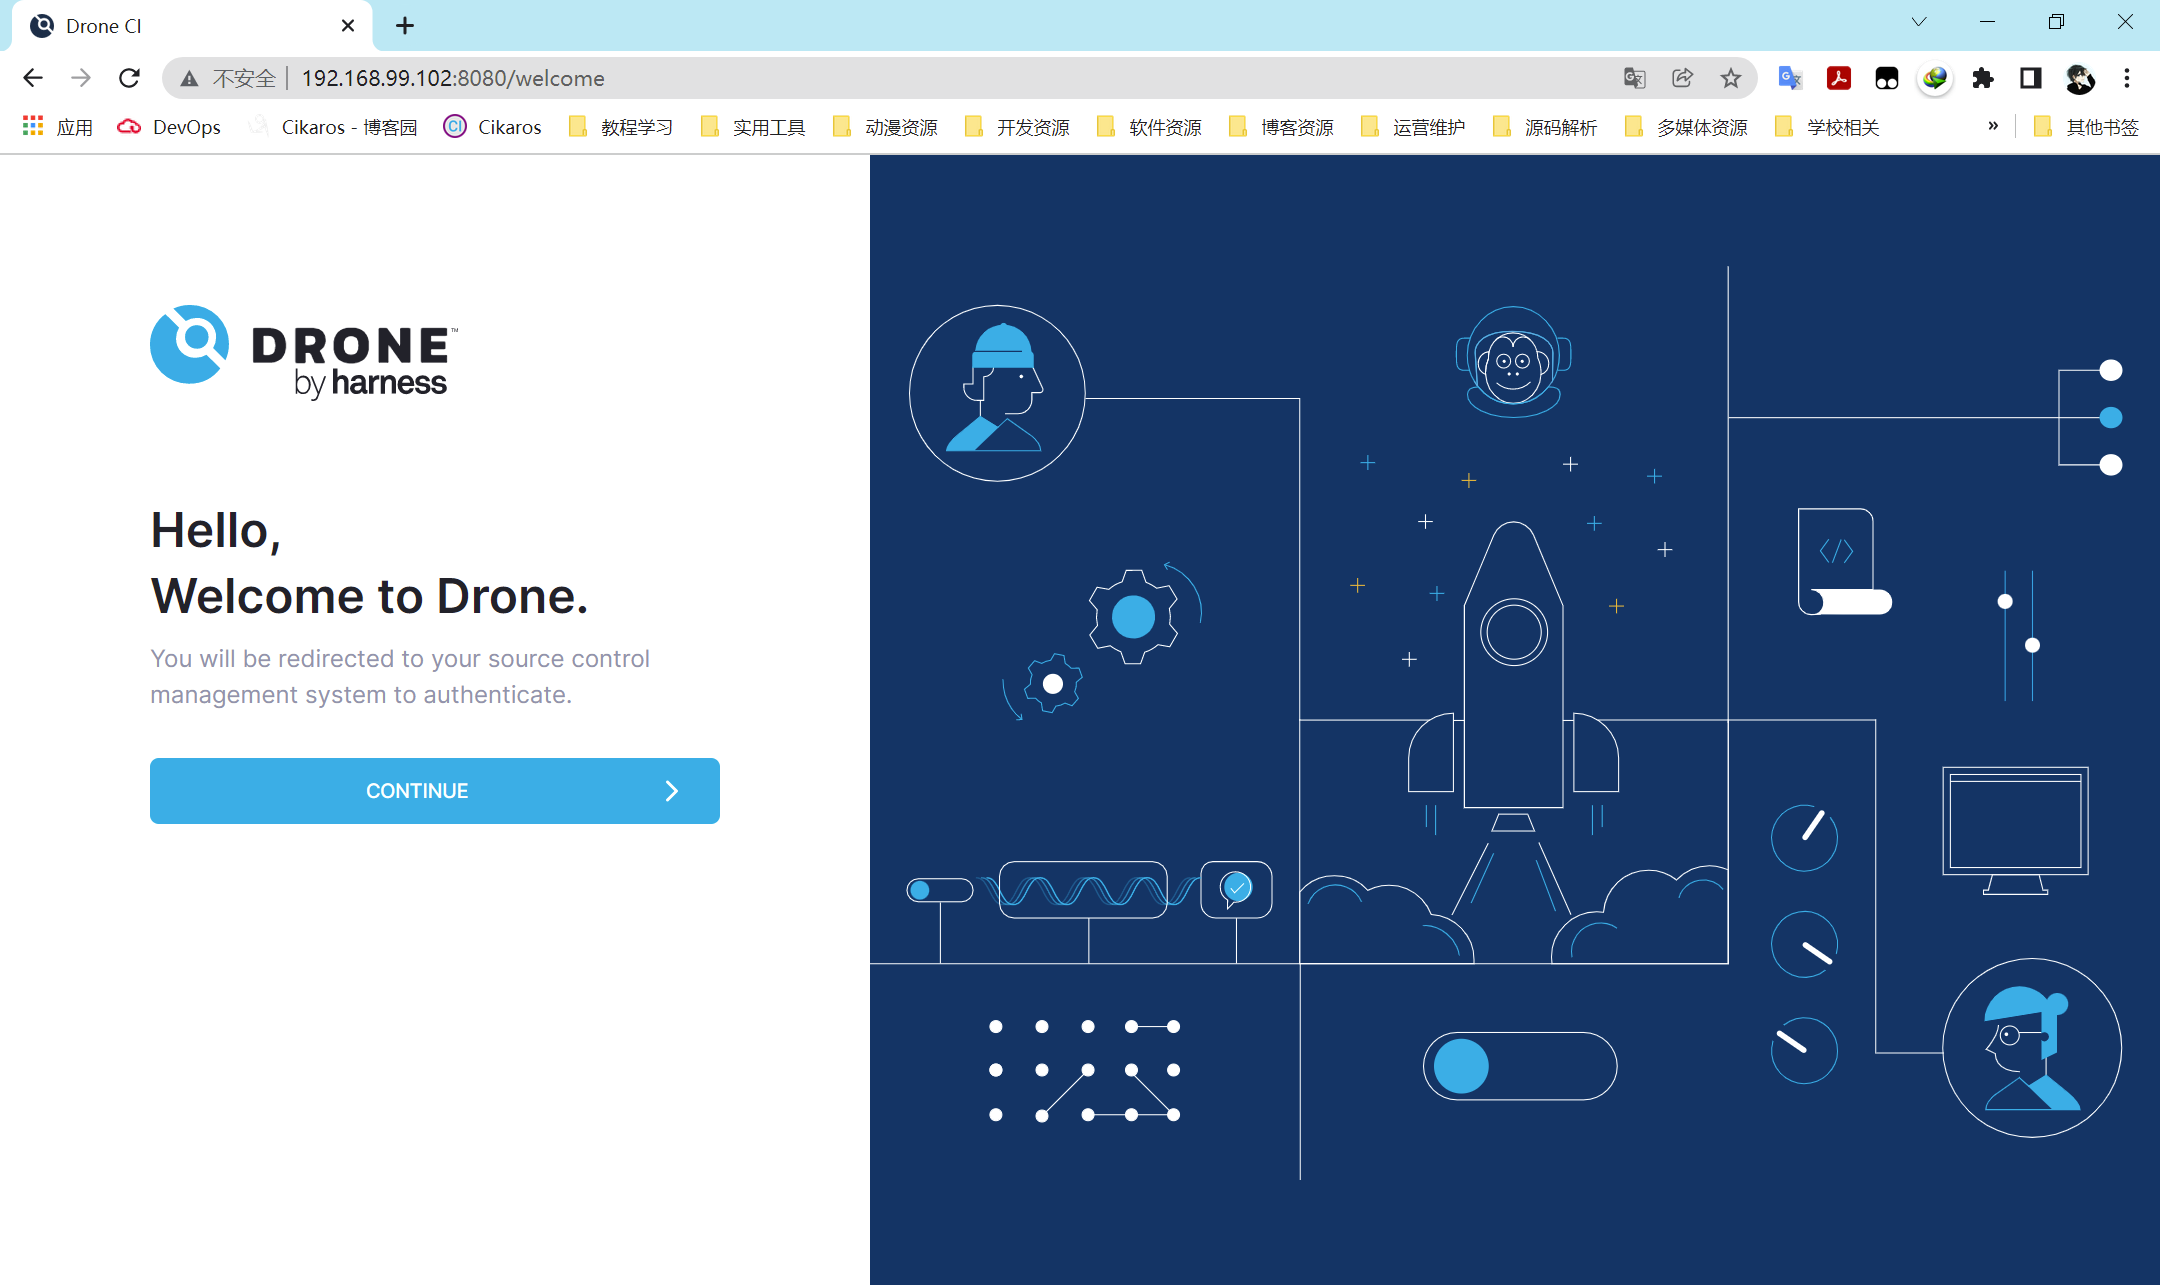 Drone CI
不安全 192.168.99.102:8080/welcome
应用 DevOps Cikaros - 博客园 CI Cikaros 教程学习 实用工具 动漫资源 开发资源 软件资源 博客资源 运营维护 源码解析 多媒体资源 学校相关 » 其他书签
DRONE™
by harness
Hello,
Welcome to Drone.
You will be redirected to your source control
management system to authenticate.
CONTINUE